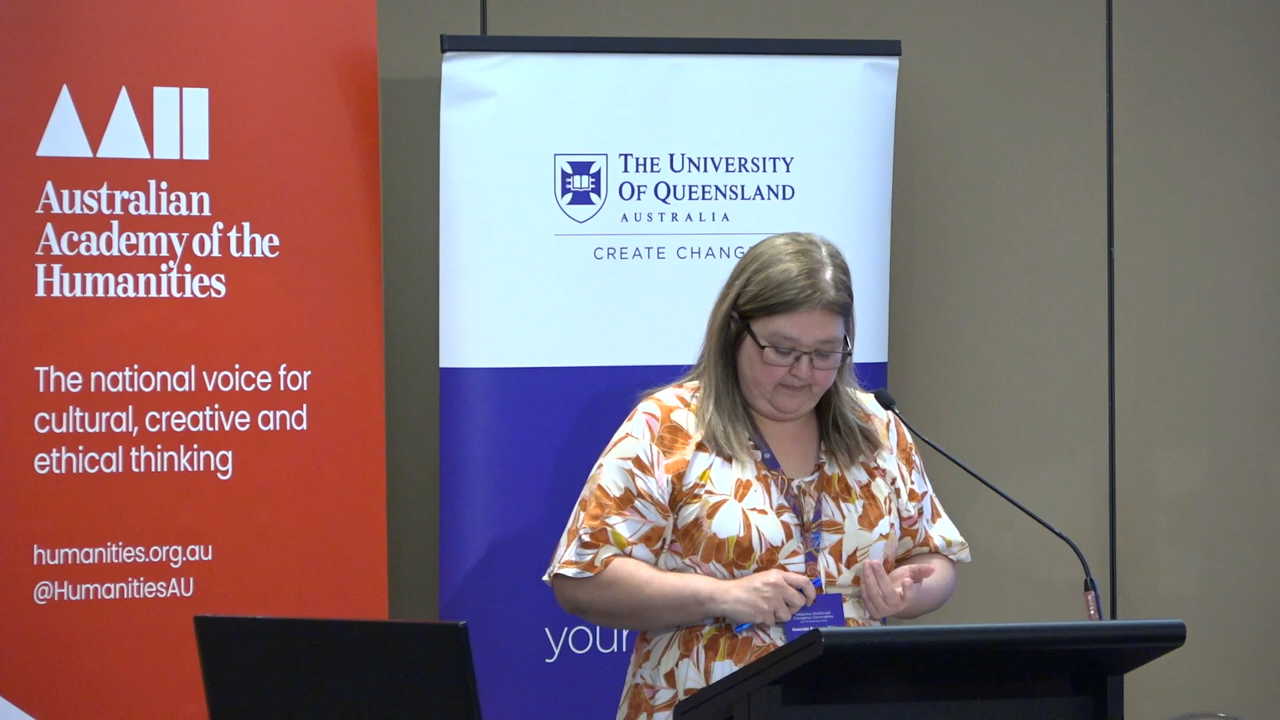 Australian
Academy of the
Humanities
The national voice for
cultural, creative and
ethical thinking
humanities.org.au
@HumanitiesAU
THE UNIVERSITY
OF QUEENSLAND
AUSTRALIA
CREATE CHANG
your